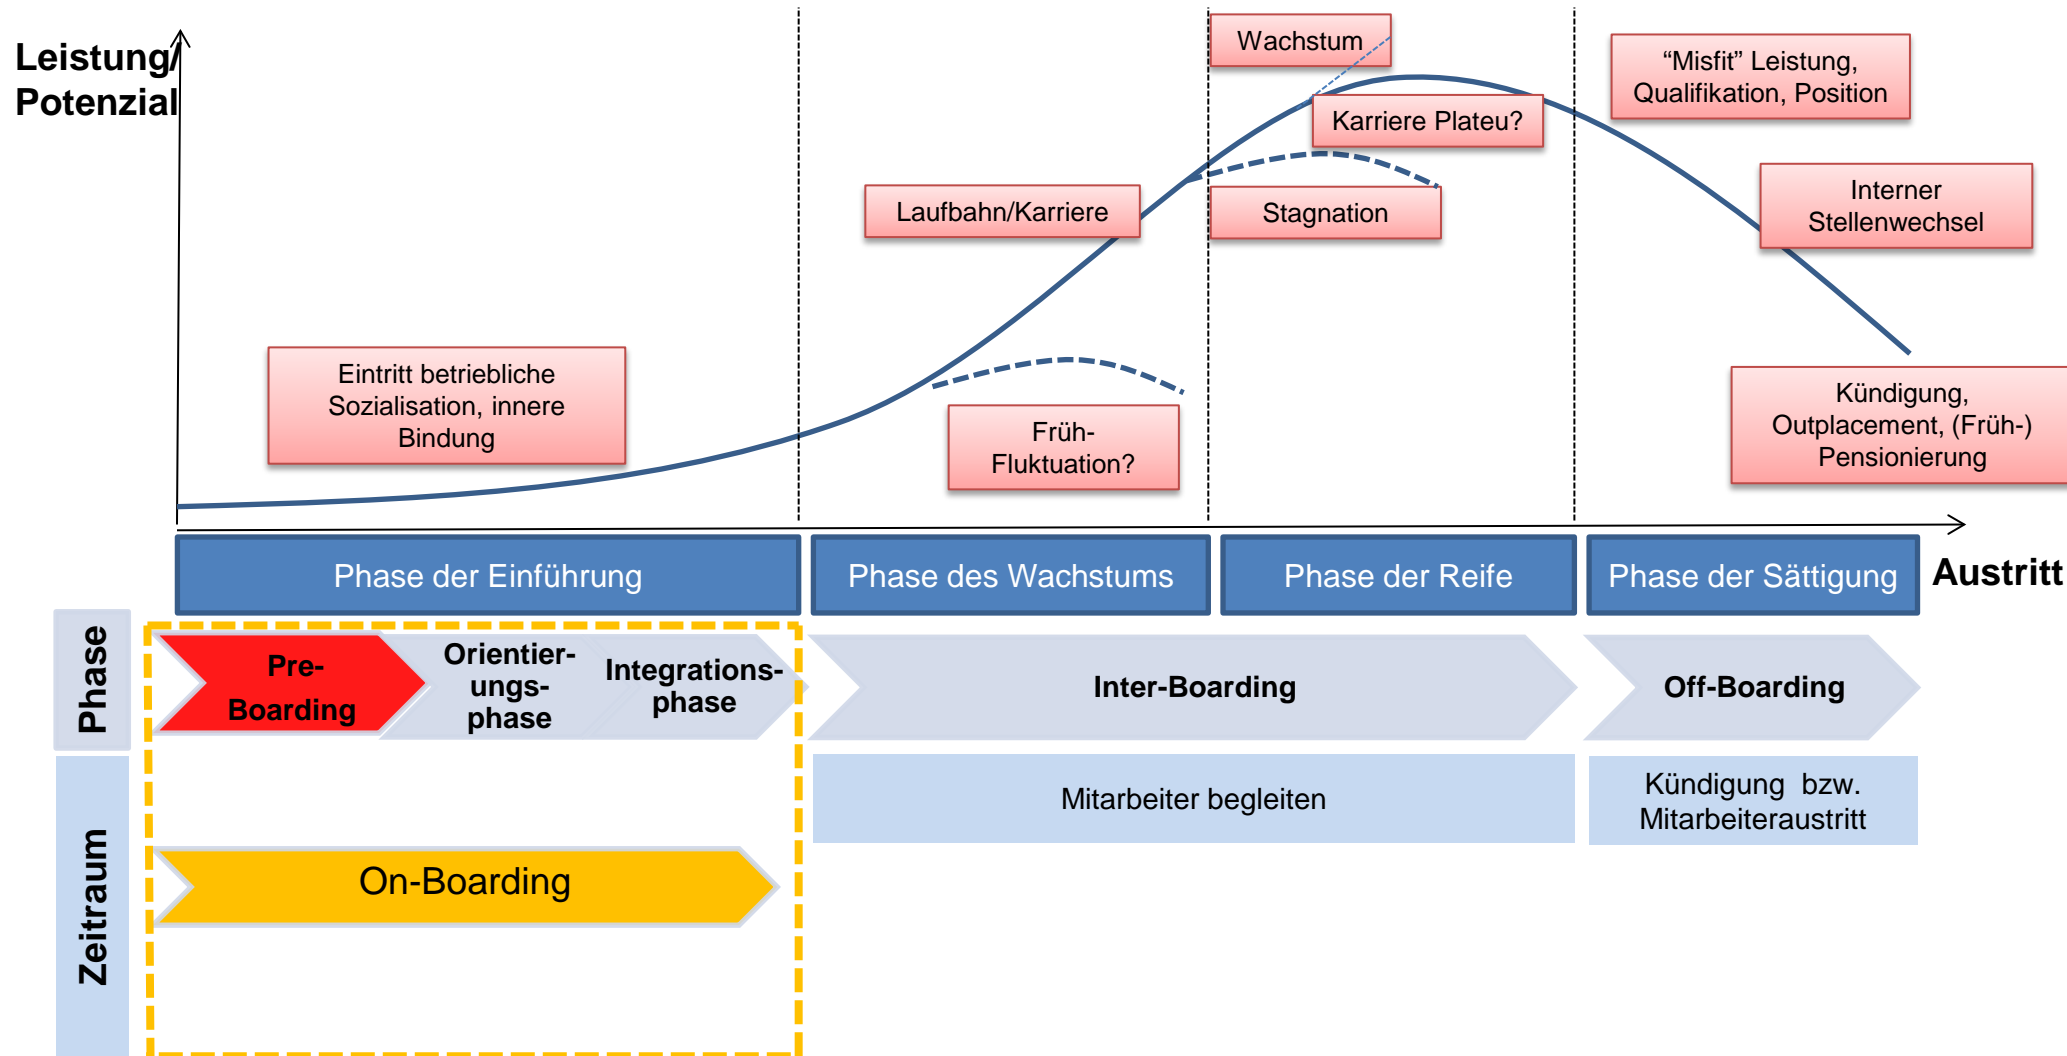 Leistung/
Potenzial
Wachstum
“Misfit” Leistung,
Qualifikation, Position
Karriere Plateu?
Laufbahn/Karriere
Stagnation
Interner
Stellenwechsel
Eintritt betriebliche
Sozialisation, innere
Bindung
Früh-
Fluktuation?
Kündigung,
Outplacement, (Früh-)
Pensionierung
Phase der Einführung
Phase des Wachstums
Phase der Reife
Phase der Sättigung
Austritt
Phase
Pre-
Boarding
Orientier-
ungs-
phase
Integrations-
phase
Inter-Boarding
Off-Boarding
Zeitraum
On-Boarding
Mitarbeiter begleiten
Kündigung bzw.
Mitarbeiteraustritt